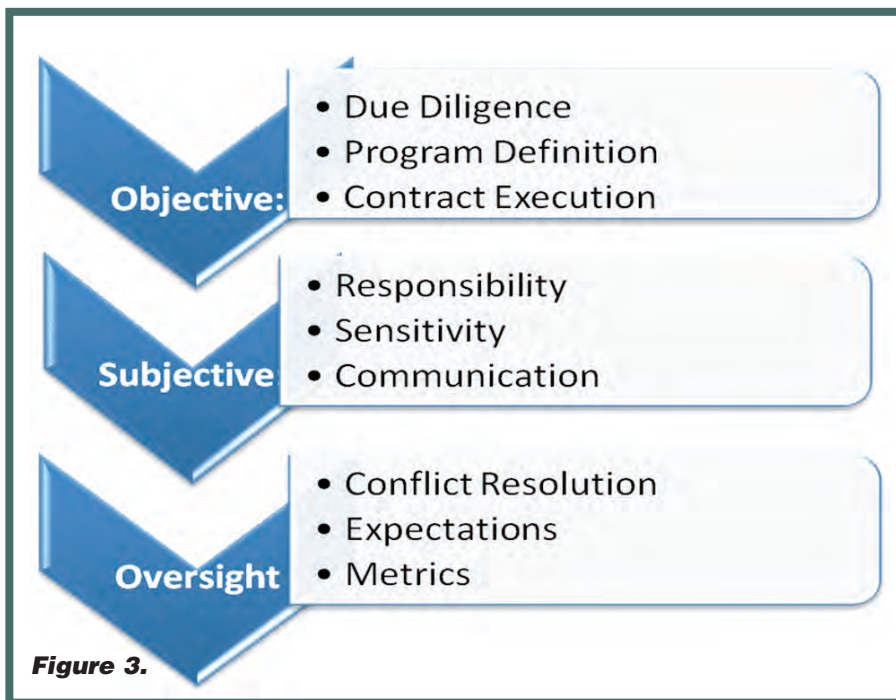 Objective:
• Due Diligence
• Program Definition
• Contract Execution
Subjective:
• Responsibility
• Sensitivity
• Communication
Oversight
• Conflict Resolution
• Expectations
• Metrics
Figure 3.